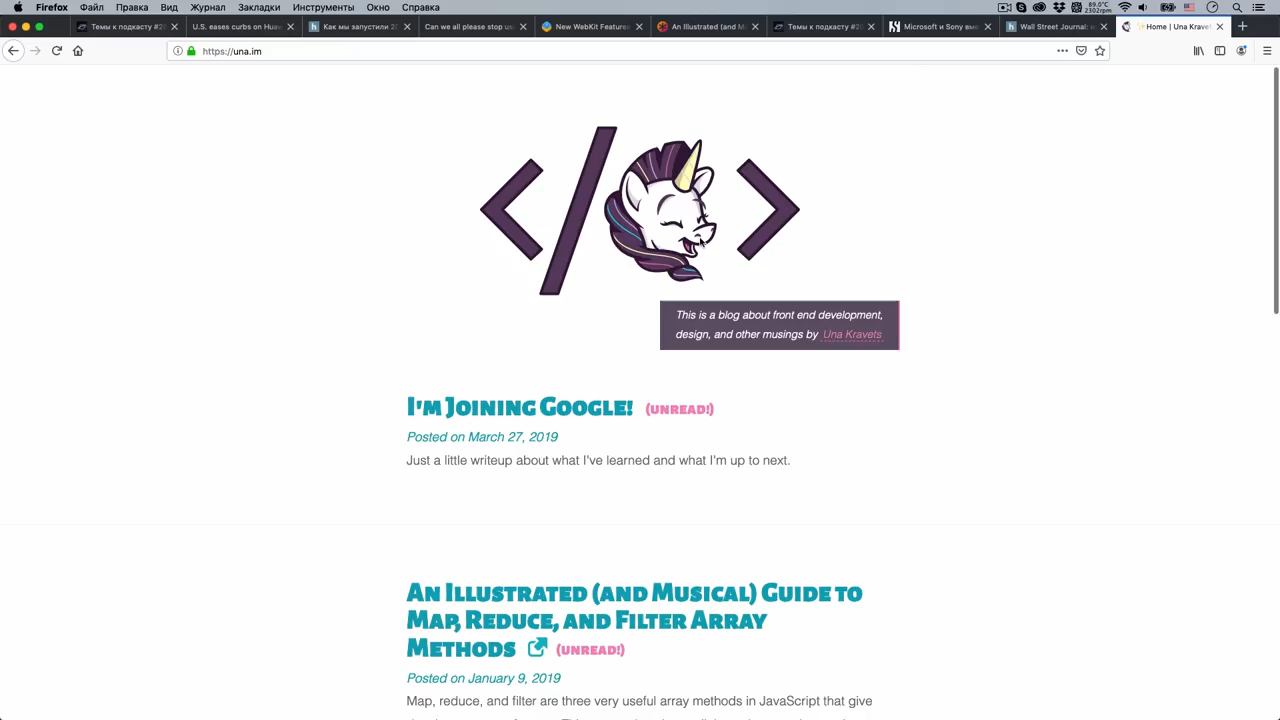 Firefox Файл Правка Вид Журнал Закладки Инструменты Окно Справка
89.0°C
2302rpm
Темы к подкасту #20
U.S. eases curbs on Huaw
Как мы запустили
Can we all please stop us
New WebKit Feature
An Illustrated (and M
Темы к подкасту #
Microsoft и Sony вме
Wall Street Journal: и
Home | Una Kravet
https://una.im
</>
This is a blog about front end development,
design, and other musings by Una Kravets
I'm Joining Google! (UNREAD!)
Posted on March 27, 2019
Just a little writeup about what I've learned and what I'm up to next.
An Illustrated (and Musical) Guide to
Map, Reduce, and Filter Array
Methods (UNREAD!)
Posted on January 9, 2019
Map, reduce, and filter are three very useful array methods in JavaScript that give